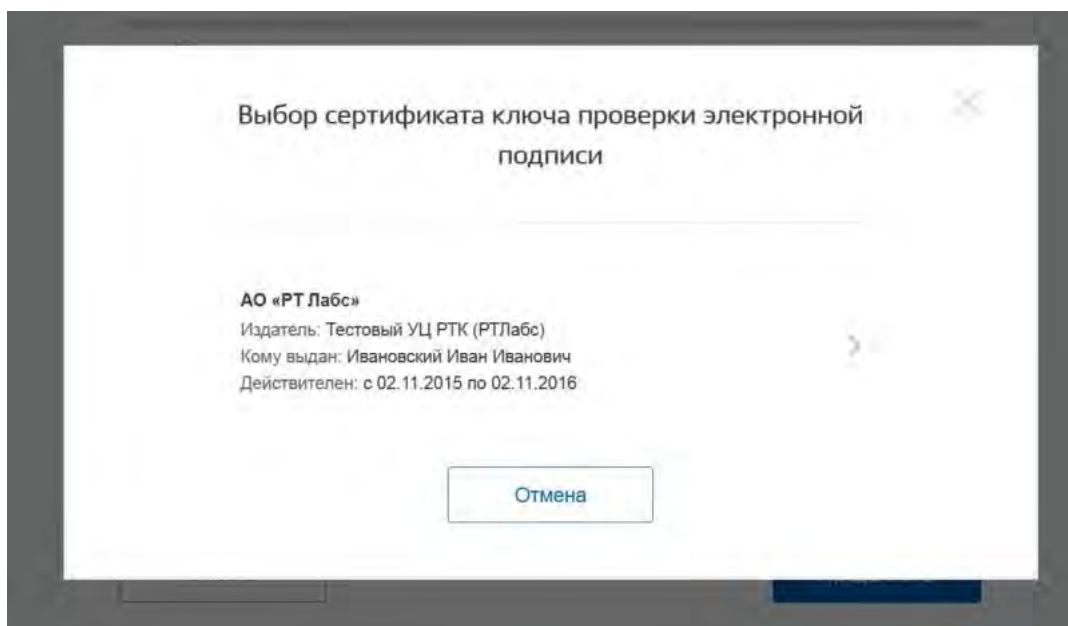 Выбор сертификата ключа проверки электронной
подписи
АО «РТ Лабс»
Издатель: Тестовый УЦ РТК (РТЛабс)
Кому выдан: Ивановский Иван Иванович
Действителен: с 02.11.2015 по 02.11.2016
Отмена